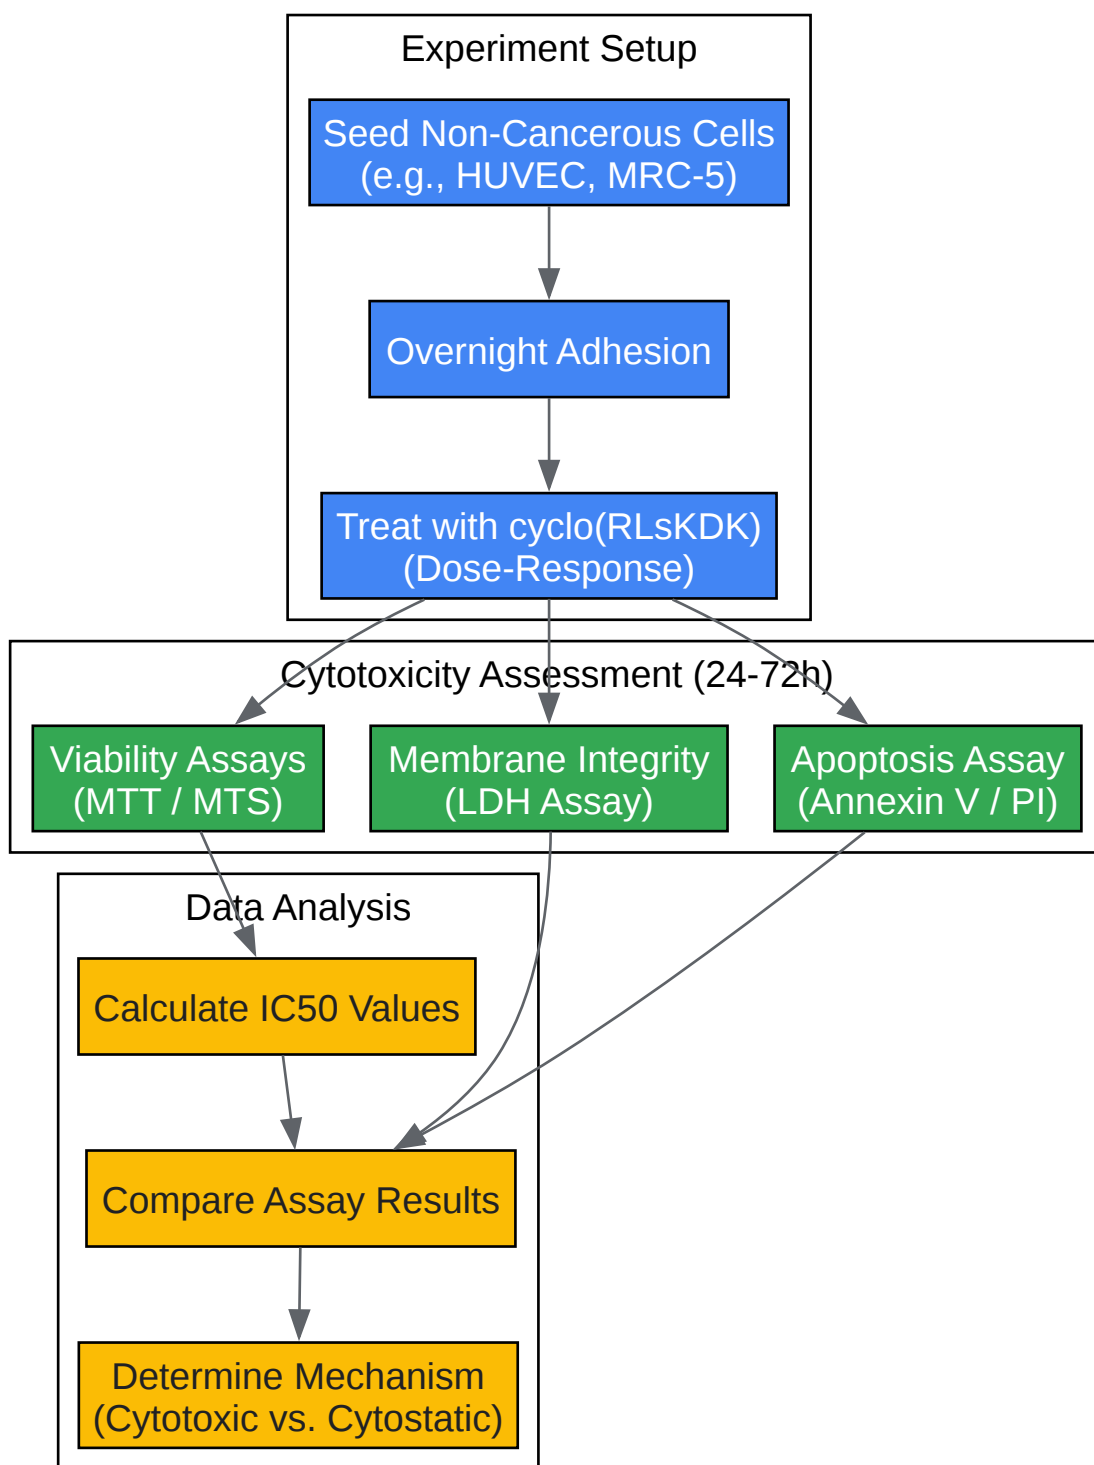 Experiment Setup
Seed Non-Cancerous Cells
(e.g., HUVEC, MRC-5)
Overnight Adhesion
Treat with cyclo(RLsKDK)
(Dose-Response)
Cytotoxicity Assessment (24-72h)
Viability Assays
(MTT / MTS)
Membrane Integrity
(LDH Assay)
Apoptosis Assay
(Annexin V / PI)
Data Analysis
Calculate IC50 Values
Compare Assay Results
Determine Mechanism
(Cytotoxic vs. Cytostatic)